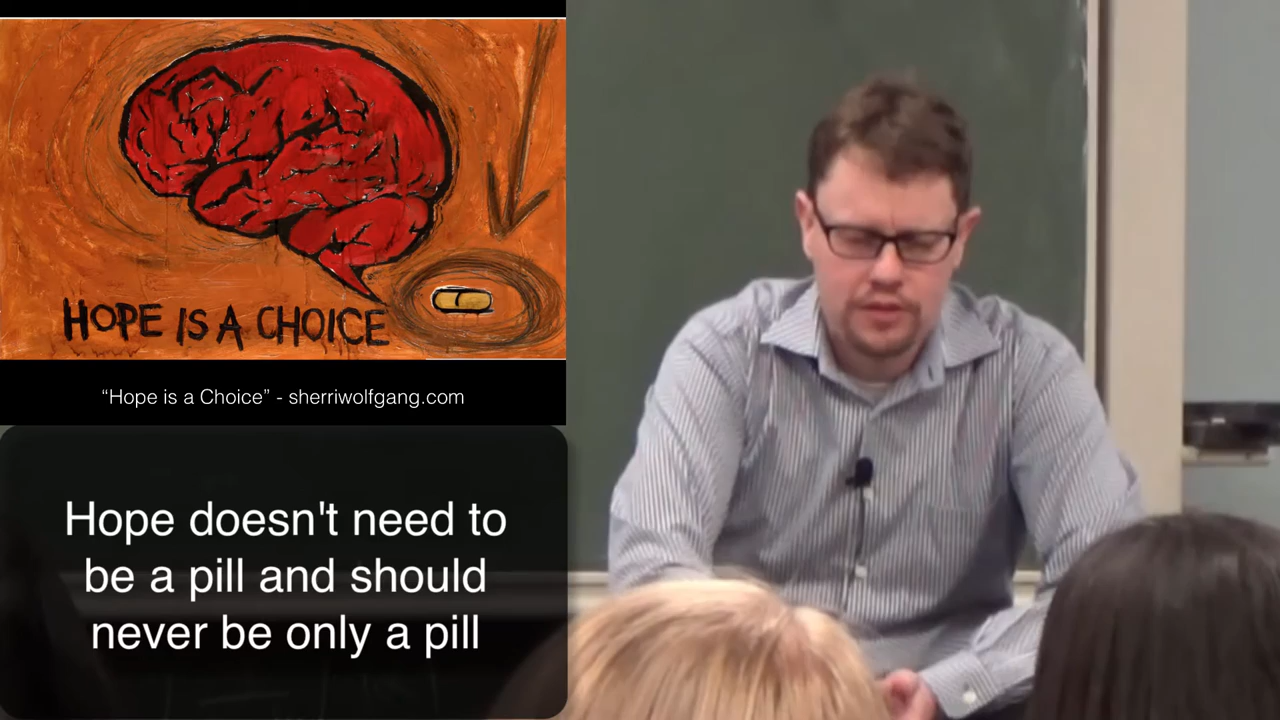 HOPE IS A CHOICE
“Hope is a Choice” - sherriwolfgang.com
Hope doesn't need to
be a pill and should
never be only a pill